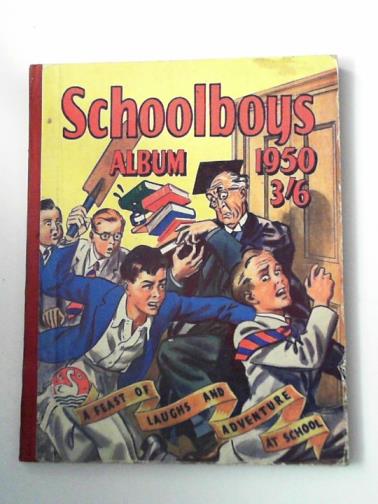 Schoolboys
ALBUM 1950
3/6
A FEAST OF
LAUGHS AND
ADVENTURE
AT SCHOOL